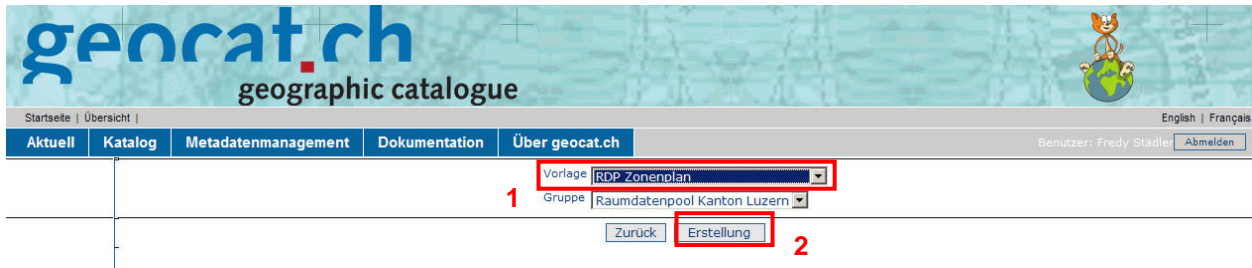 geocat.ch
geographic catalogue
Startseite | Übersicht |
English | Français
Aktuell Katalog Metadatenmanagement Dokumentation Über geocat.ch
Benutzer: Fredy Städler Abmelden
Vorlage RDP Zonenplan
1
Gruppe Raumdatenpool Kanton Luzern
Zurück Erstellung
2